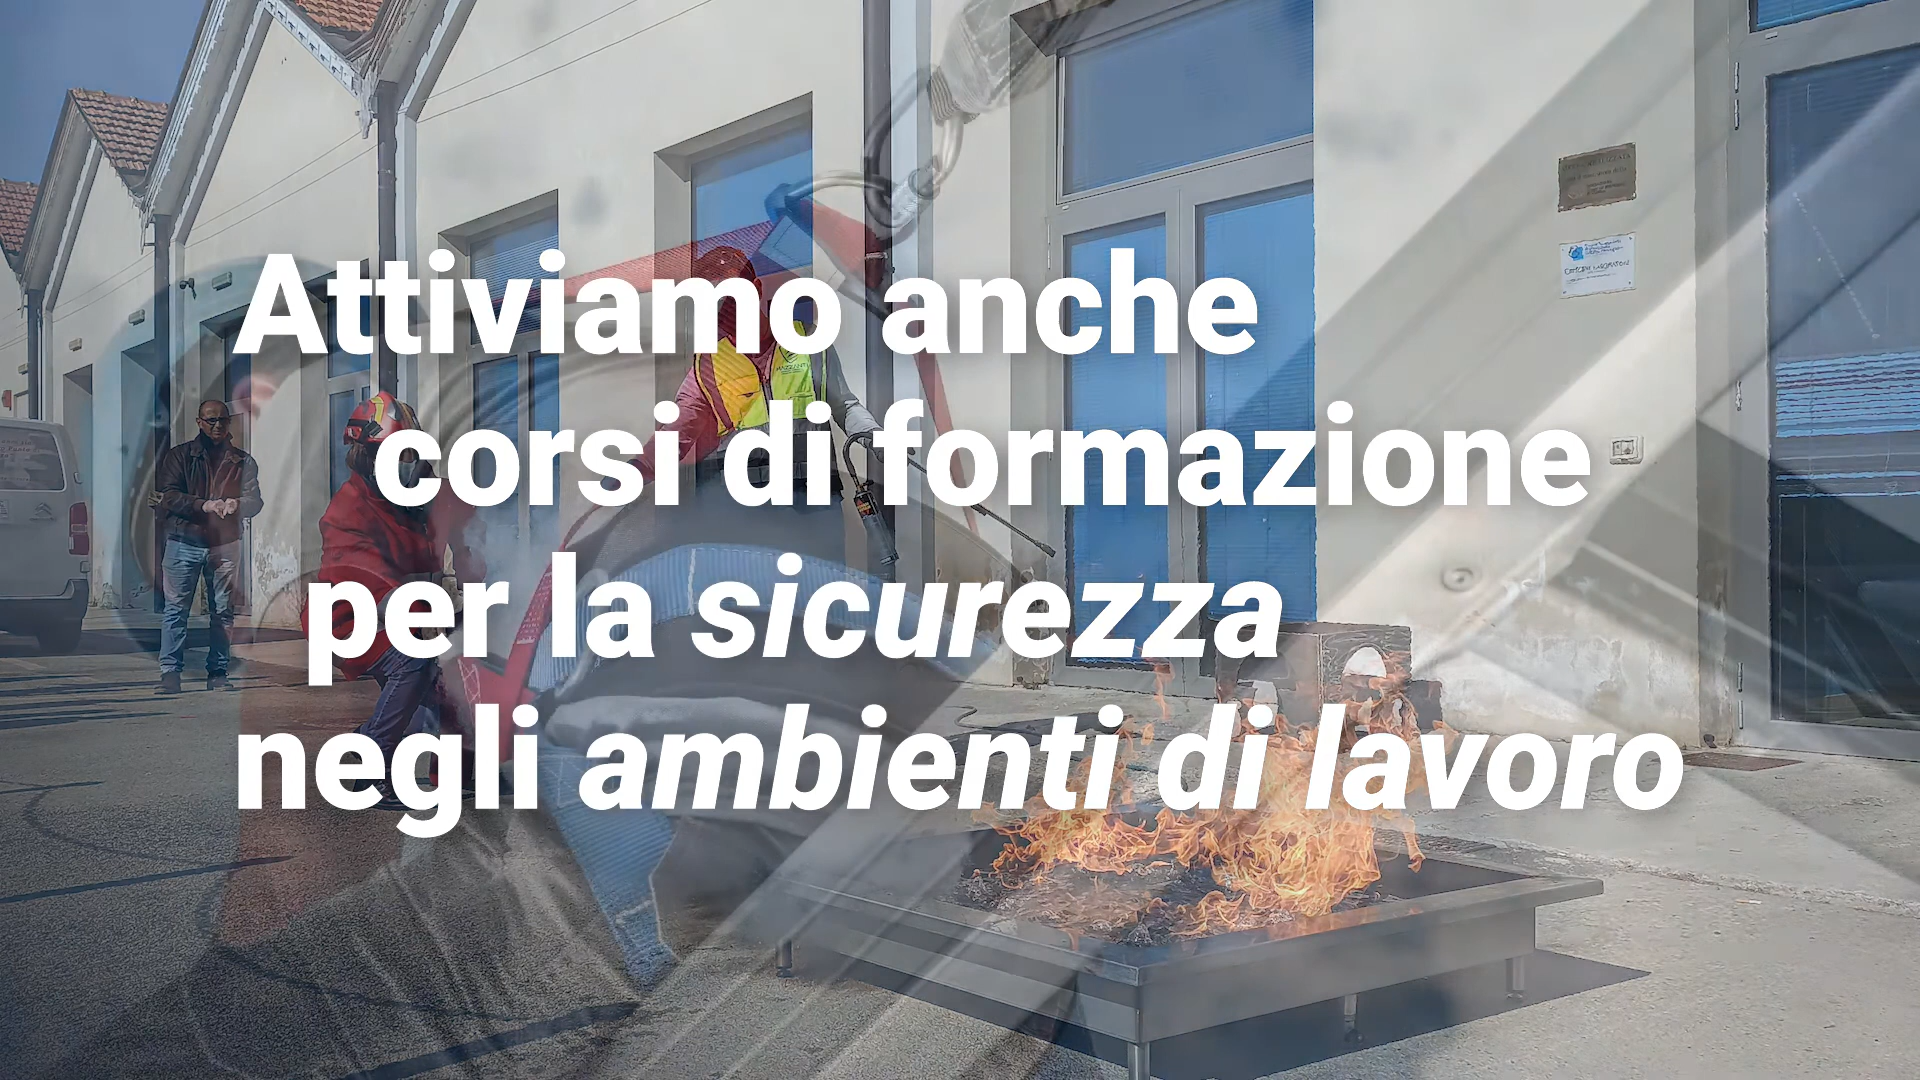 Attiviamo anche
corsi di formazione
per la sicurezza
negli ambienti di lavoro